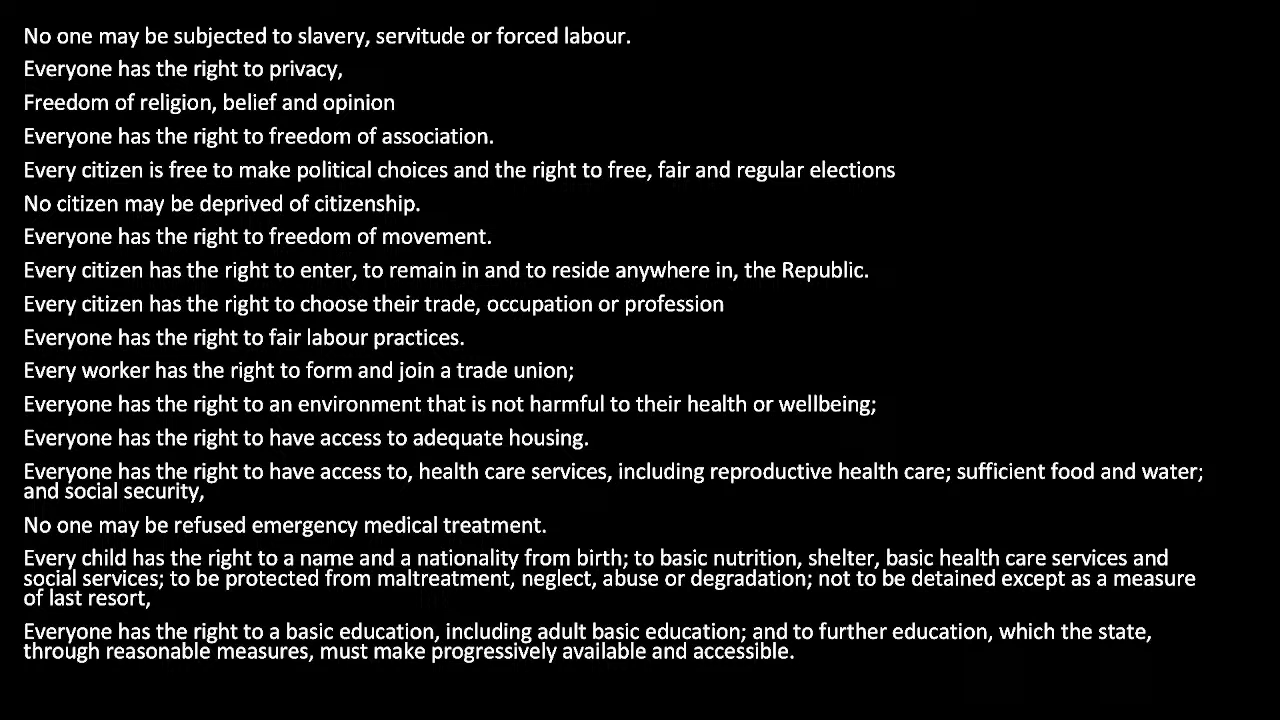 No one may be subjected to slavery, servitude or forced labour.
Everyone has the right to privacy,
Freedom of religion, belief and opinion
Everyone has the right to freedom of association.
Every citizen is free to make political choices and the right to free, fair and regular elections
No citizen may be deprived of citizenship.
Everyone has the right to freedom of movement.
Every citizen has the right to enter, to remain in and to reside anywhere in, the Republic.
Every citizen has the right to choose their trade, occupation or profession
Everyone has the right to fair labour practices.
Every worker has the right to form and join a trade union;
Everyone has the right to an environment that is not harmful to their health or wellbeing;
Everyone has the right to have access to adequate housing.
Everyone has the right to have access to, health care services, including reproductive health care; sufficient food and water;
and social security,
No one may be refused emergency medical treatment.
Every child has the right to a name and a nationality from birth; to basic nutrition, shelter, basic health care services and
social services; to be protected from maltreatment, neglect, abuse or degradation; not to be detained except as a measure
of last resort,
Everyone has the right to a basic education, including adult basic education; and to further education, which the state,
through reasonable measures, must make progressively available and accessible.